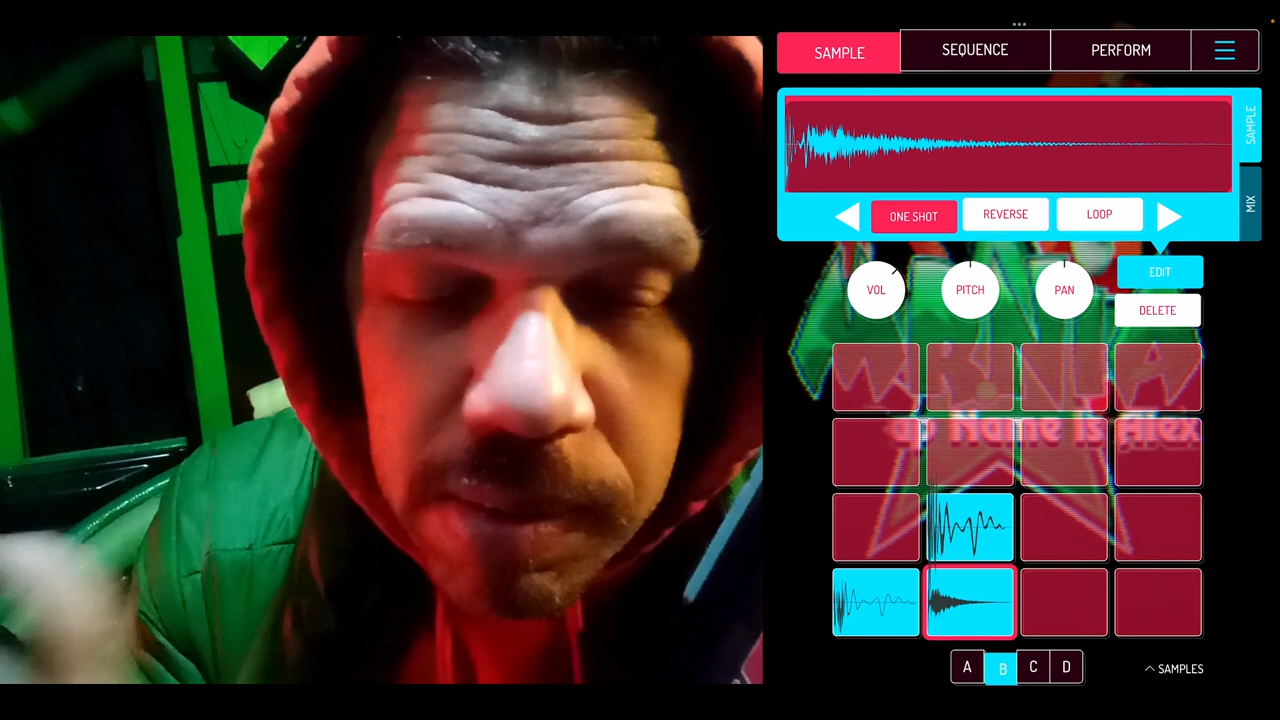 SAMPLE
SEQUENCE
PERFORM
SAMPLE
MIX
ONE SHOT
REVERSE
LOOP
VOL
PITCH
PAN
EDIT
DELETE
Name Is Alex
A
B
C
D
SAMPLES